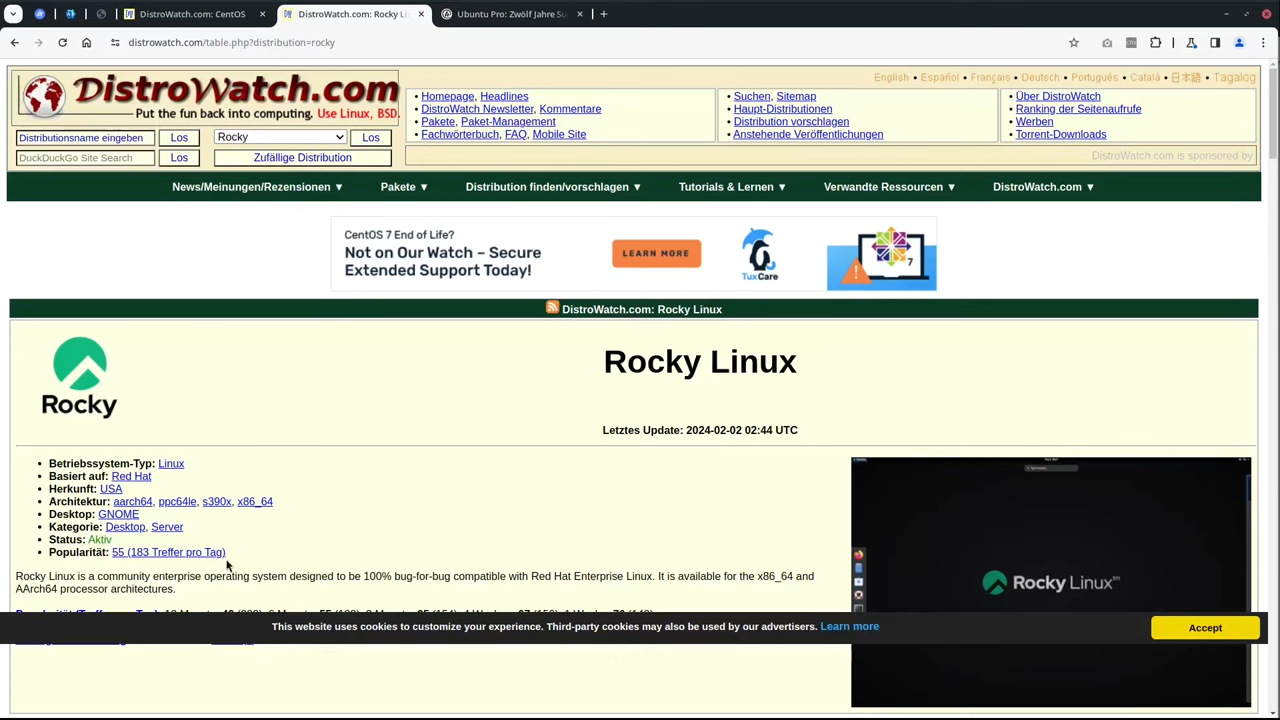 DistroWatch.com: CentOS
DistroWatch.com: Rocky Li
Ubuntu Pro: Zwölf Jahre Su
distrowatch.com/table.php?distribution=rocky
DistroWatch.com
Put the fun back into computing. Use Linux, BSD.
English • Español • Français • Deutsch • Português • Català • 日本語 • Tagalog
• Homepage, Headlines
• DistroWatch Newsletter, Kommentare
• Pakete, Paket-Management
• Fachwörterbuch, FAQ, Mobile Site
• Suchen, Sitemap
• Haupt-Distributionen
• Distribution vorschlagen
• Anstehende Veröffentlichungen
• Über DistroWatch
• Ranking der Seitenaufrufe
• Werben
• Torrent-Downloads
Distributionsname eingeben Los Rocky Los
DuckDuckGo Site Search Los Zufällige Distribution
DistroWatch.com is sponsored by
News/Meinungen/Rezensionen ▼ Pakete ▼ Distribution finden/vorschlagen ▼ Tutorials & Lernen ▼ Verwandte Ressourcen ▼ DistroWatch.com ▼
CentOS 7 End of Life?
Not on Our Watch – Secure
Extended Support Today!
LEARN MORE
TuxCare
7
DistroWatch.com: Rocky Linux
Rocky
Rocky Linux
Letztes Update: 2024-02-02 02:44 UTC
• Betriebssystem-Typ: Linux
• Basiert auf: Red Hat
• Herkunft: USA
• Architektur: aarch64, ppc64le, s390x, x86_64
• Desktop: GNOME
• Kategorie: Desktop, Server
• Status: Aktiv
• Popularität: 55 (183 Treffer pro Tag)
Rocky Linux is a community enterprise operating system designed to be 100% bug-for-bug compatible with Red Hat Enterprise Linux. It is available for the x86_64 and
AArch64 processor architectures.
Rocky Linux™
This website uses cookies to customize your experience. Third-party cookies may also be used by our advertisers. Learn more
Accept